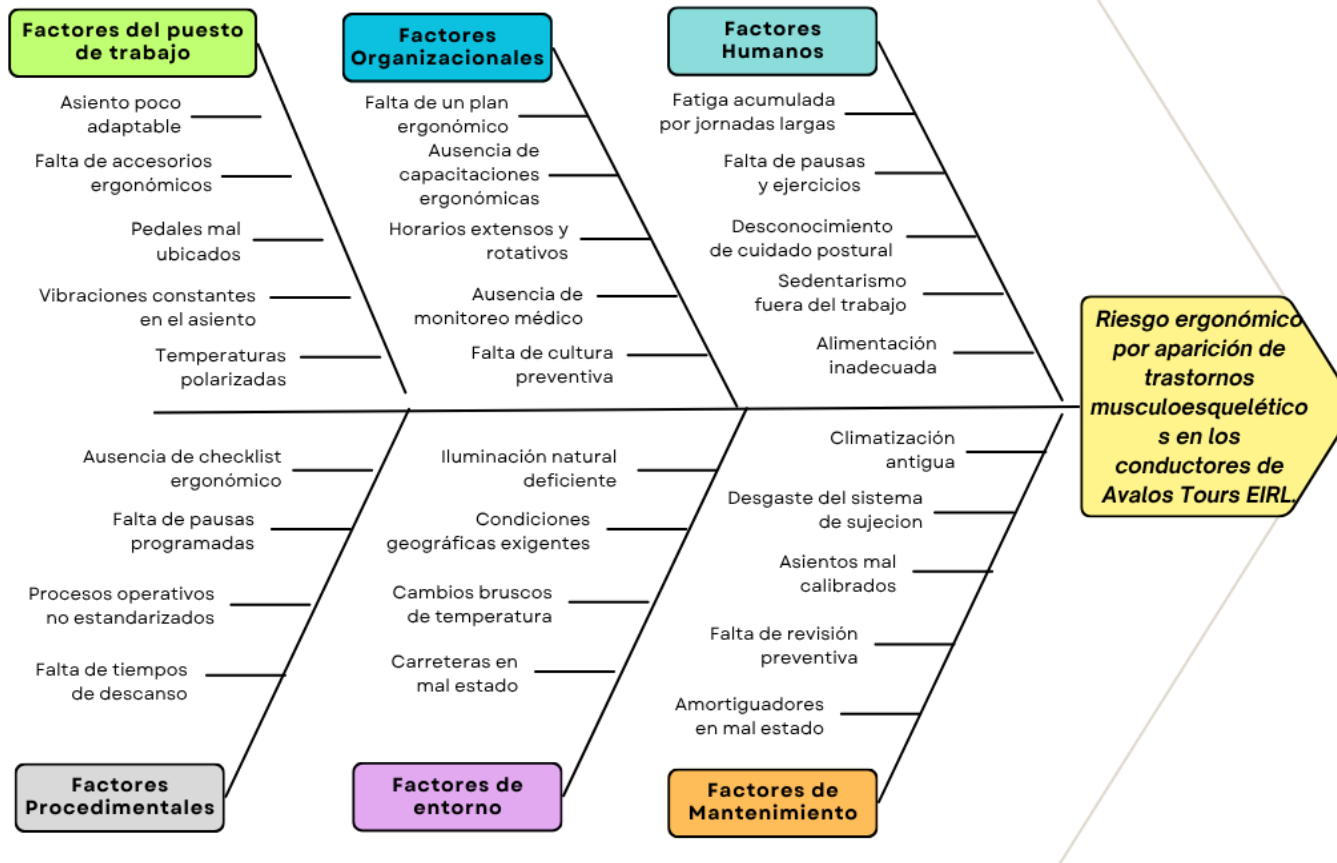 Factores del puesto
de trabajo
Asiento poco
adaptable
Falta de accesorios
ergonómicos
Pedales mal
ubicados
Vibraciones constantes
en el asiento
Temperaturas
polarizadas
Factores
Organizacionales
Falta de un plan
ergonómico
Ausencia de
capacitaciones
ergonómicas
Horarios extensos y
rotativos
Ausencia de
monitoreo médico
Falta de cultura
preventiva
Factores
Humanos
Fatiga acumulada
por jornadas largas
Falta de pausas
y ejercicios
Desconocimiento
de cuidado postural
Sedentarismo
fuera del trabajo
Alimentación
inadecuada
Riesgo ergonómico
por aparición de
trastornos
musculoesquelético
s en los
conductores de
Avalos Tours EIRL.
Ausencia de checklist
ergonómico
Falta de pausas
programadas
Procesos operativos
no estandarizados
Falta de tiempos
de descanso
Factores
Procedimentales
Iluminación natural
deficiente
Condiciones
geográficas exigentes
Cambios bruscos
de temperatura
Carreteras en
mal estado
Factores de
entorno
Climatización
antigua
Desgaste del sistema
de sujecion
Asientos mal
calibrados
Falta de revisión
preventiva
Amortiguadores
en mal estado
Factores de
Mantenimiento